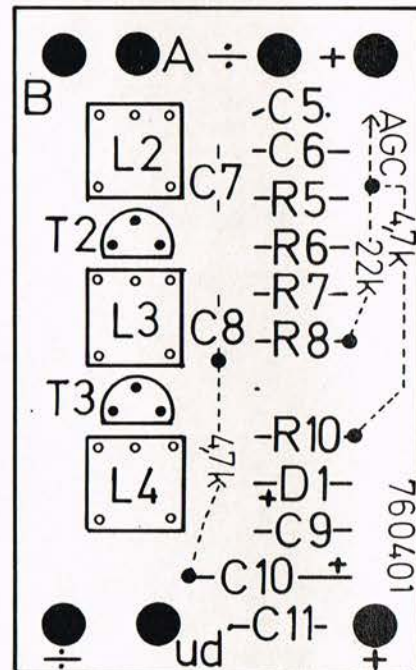 A ÷ +
B
C5
L2
C6
AGC
C7
R5
4,7k
T2
R6
22k
R7
L3
C8
R8
T3
4,7k
R10
L4
+D1
760401
C9
C10 +
C11
÷ ud +